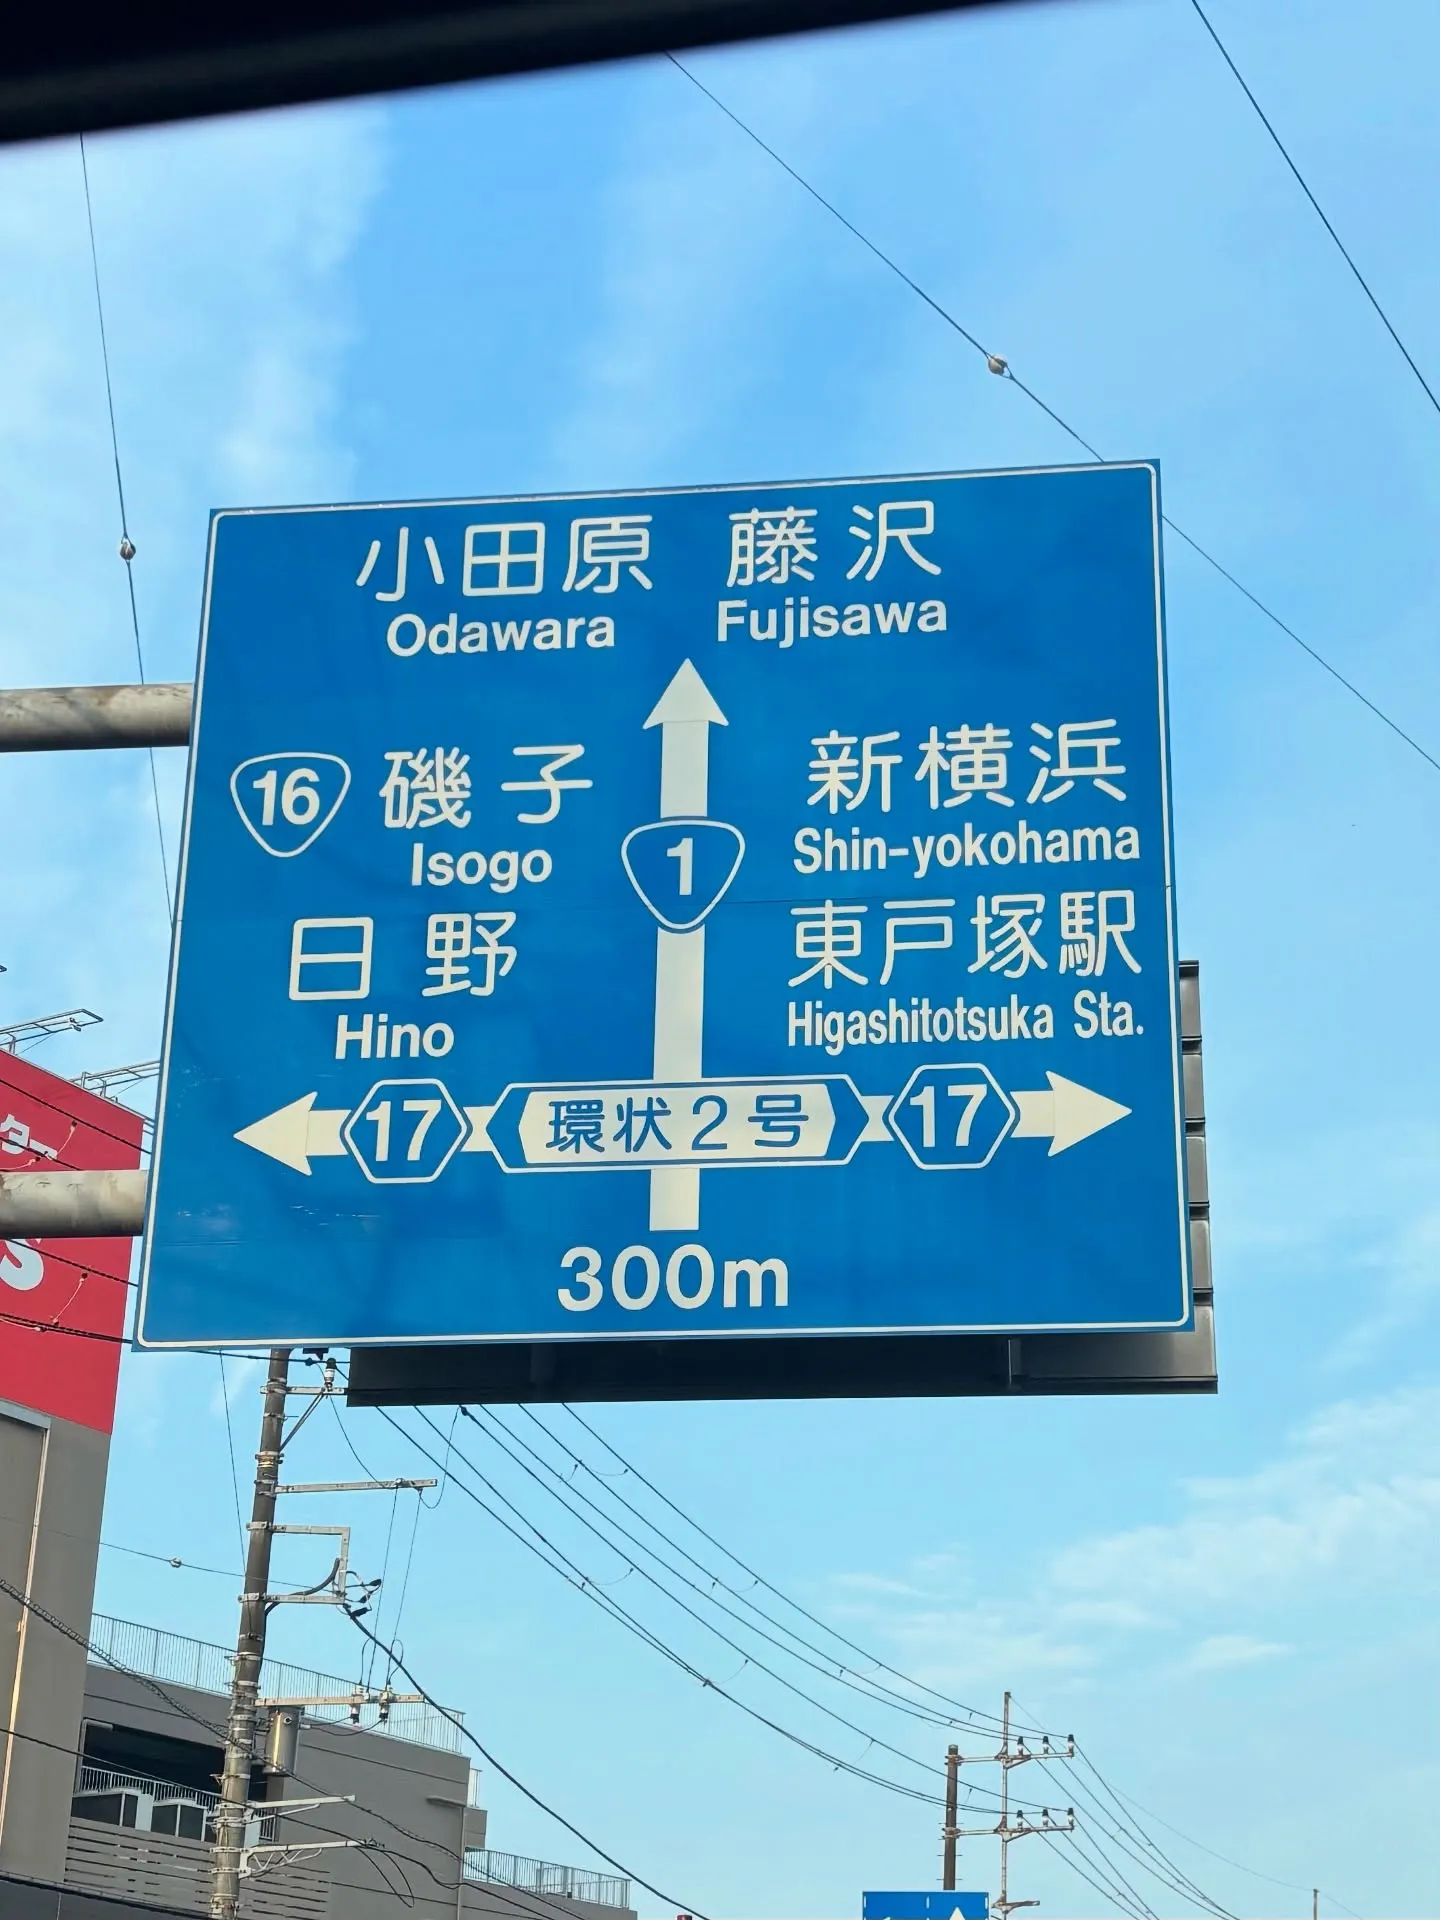 小田原 藤沢
Odawara Fujisawa
16 磯子
Isogo
日野
Hino
1
新横浜
Shin-yokohama
東戸塚駅
Higashitotsuka Sta.
17 環状2号 17
300m